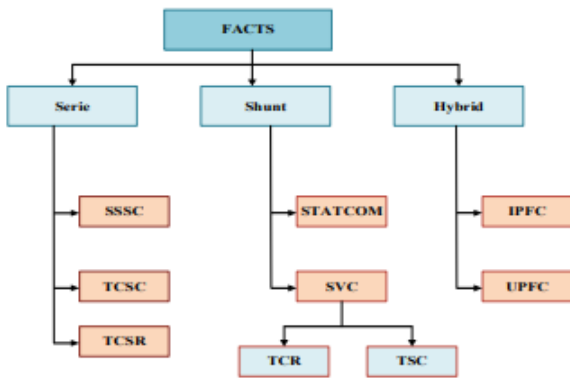 FACTS
Serie
Shunt
Hybrid
SSSC
STATCOM
IPFC
TCSC
SVC
UPFC
TCSR
TCR
TSC